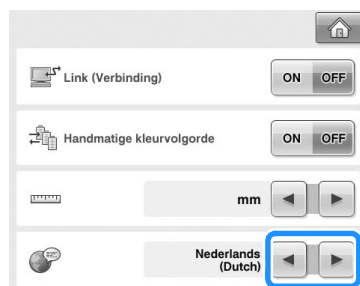 Link (Verbinding)
ON OFF
Handmatige kleurvolgorde
ON OFF
mm
Nederlands
(Dutch)